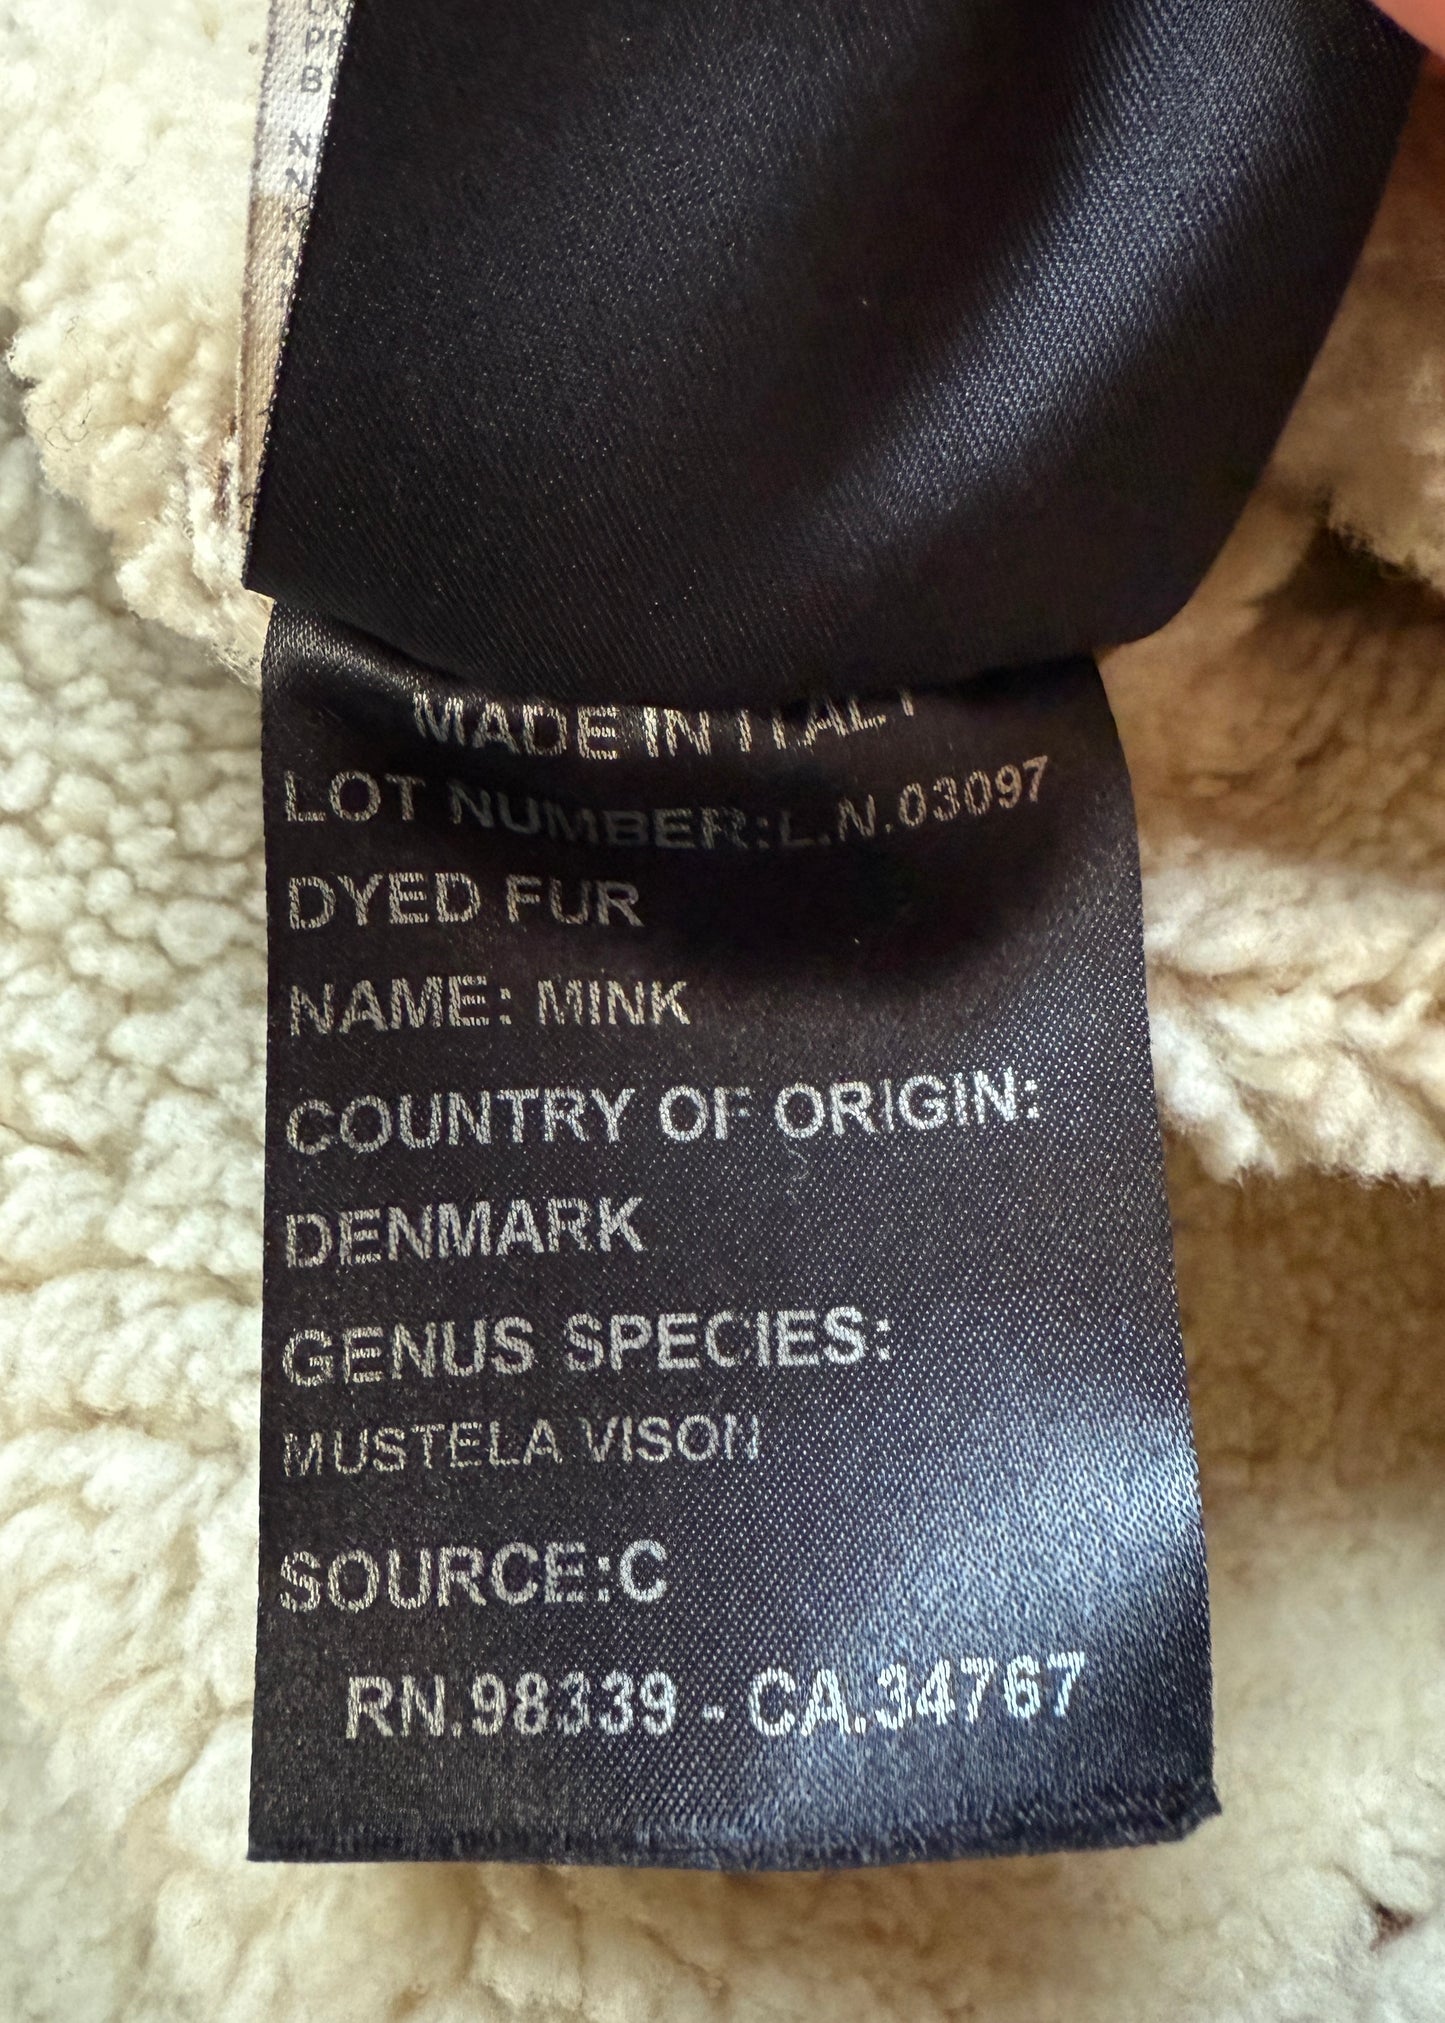 MADE IN ITALY
LOT NUMBER:L.N.03097
DYED FUR
NAME: MINK
COUNTRY OF ORIGIN:
DENMARK
GENUS SPECIES:
MUSTELA VISON
SOURCE:C
RN.98339 - CA.34767